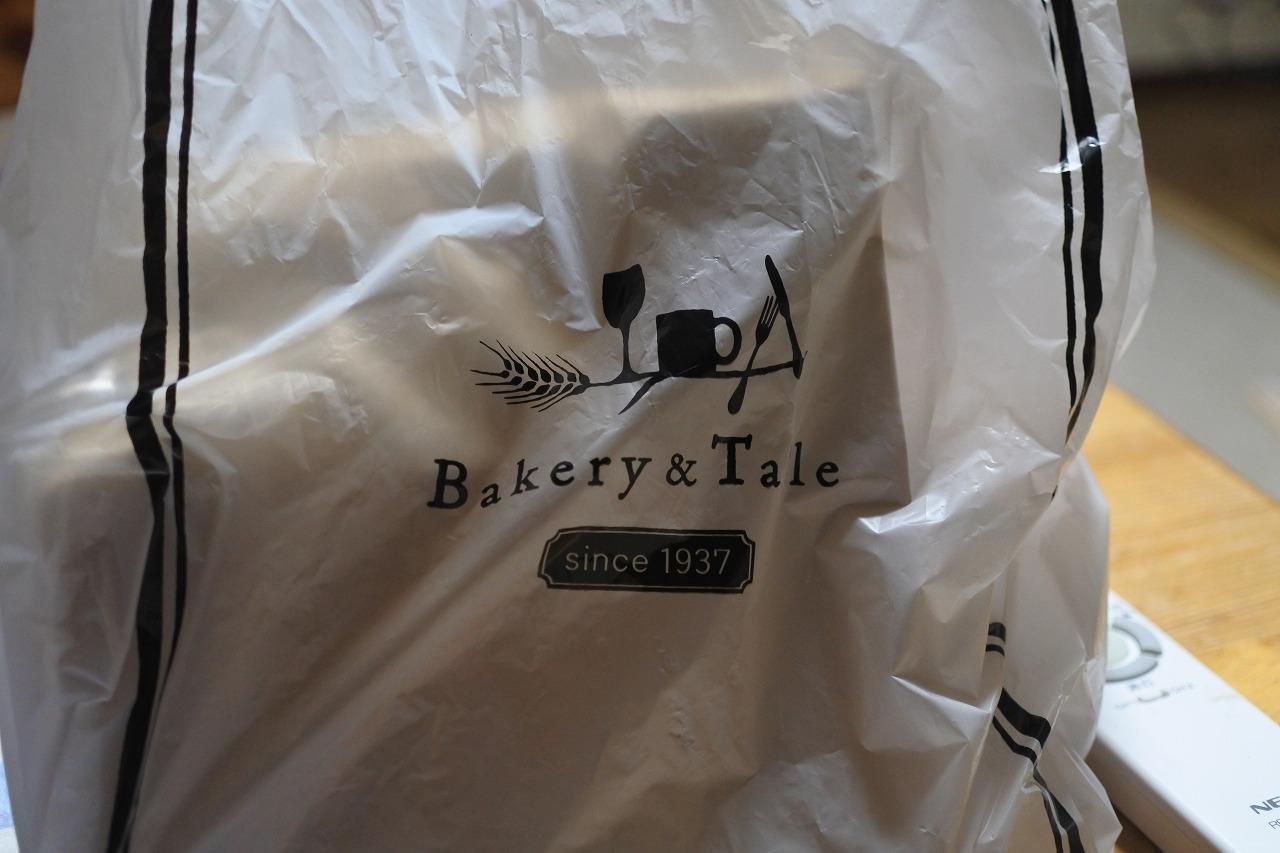 Bakery & Tale
since 1937